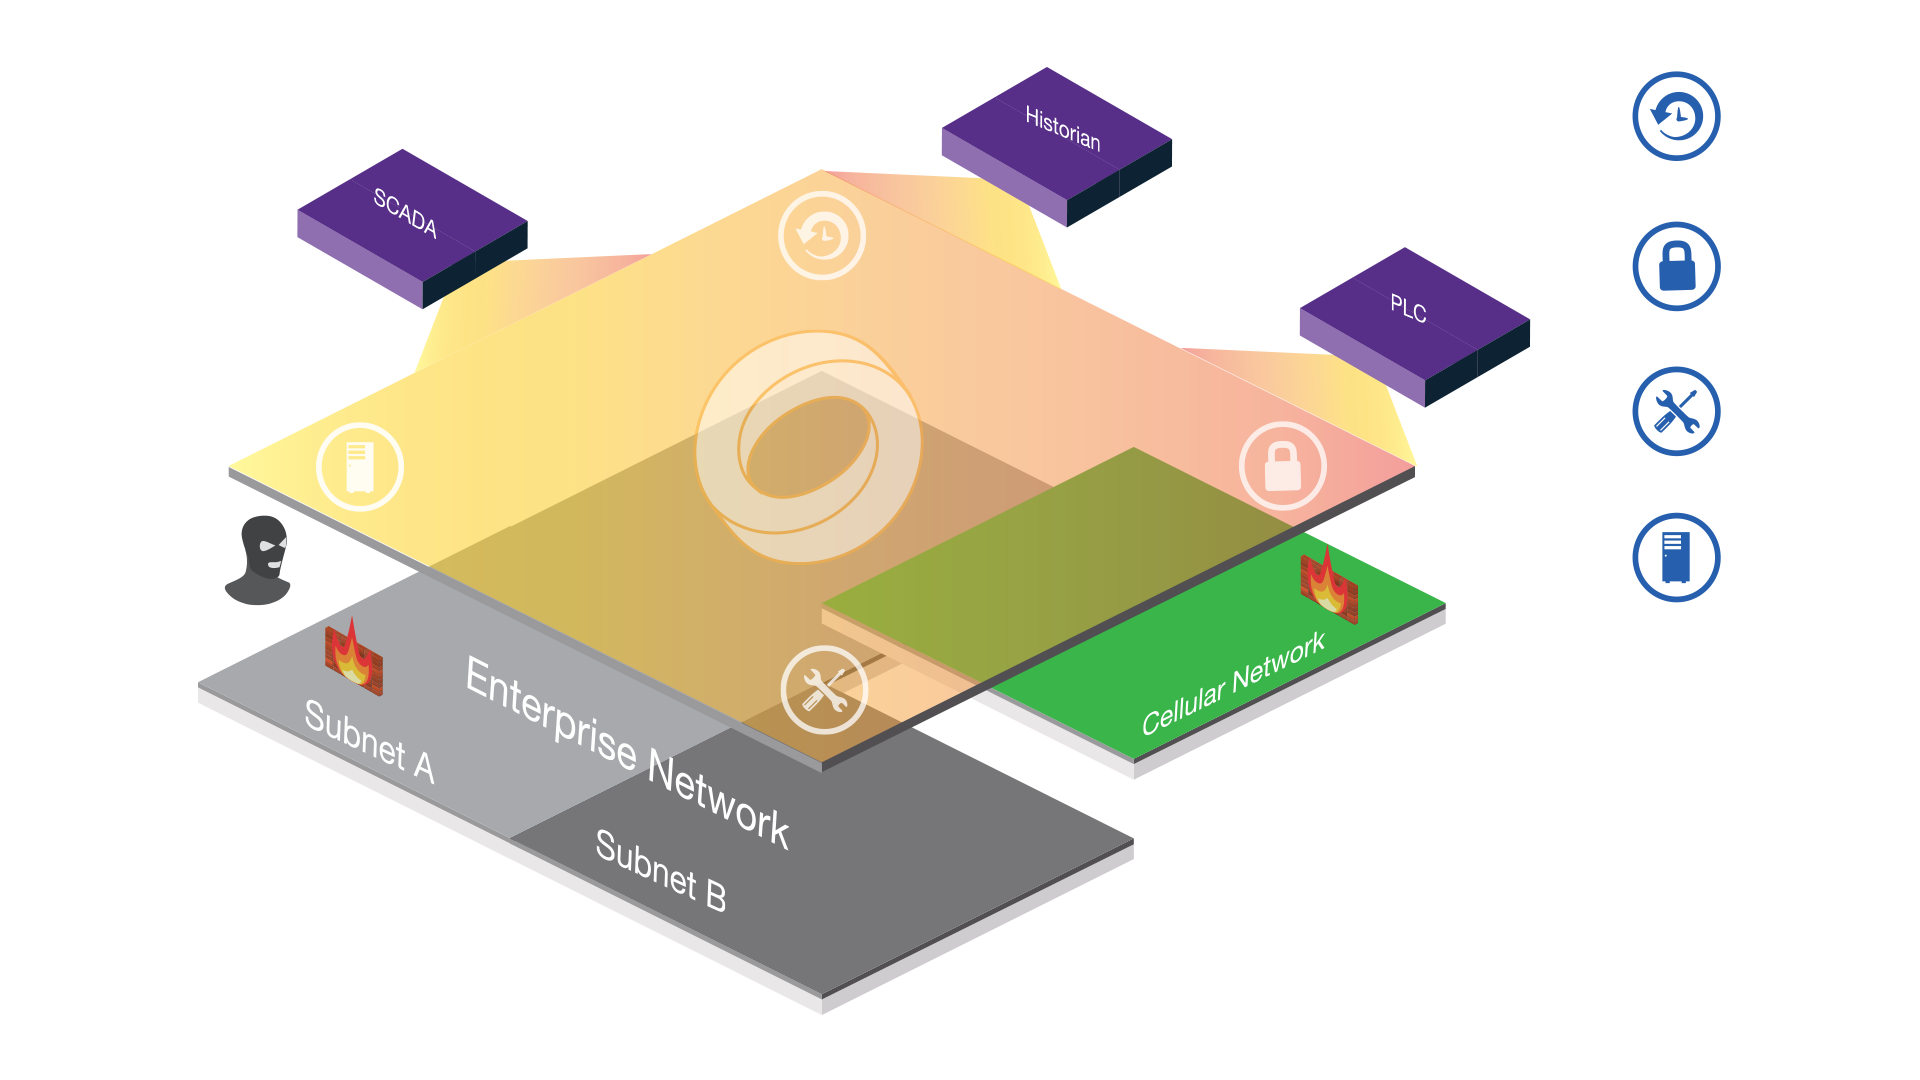 Historian
SCADA
PLC
Cellular Network
Enterprise Network
Subnet A
Subnet B